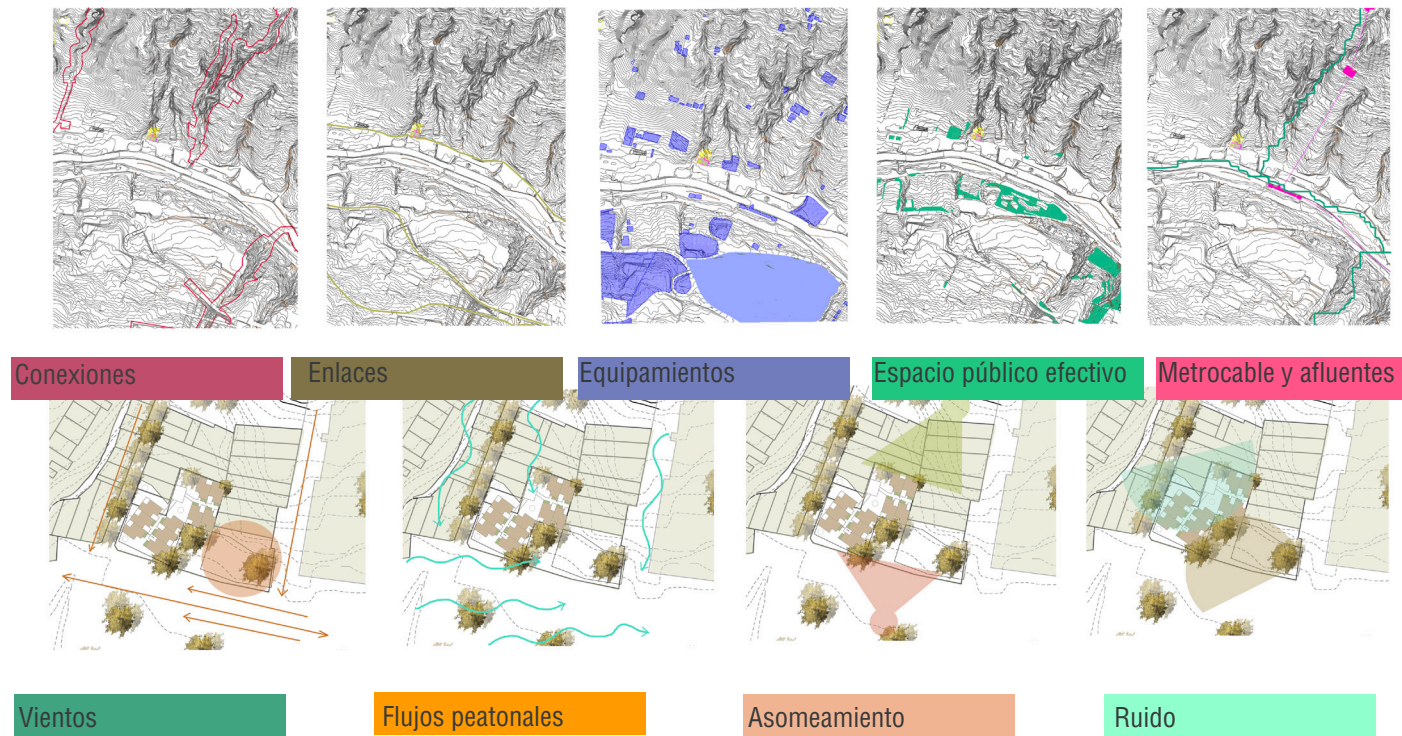 Conexiones
Enlaces
Equipamientos
Espacio público efectivo
Metrocable y afluentes
Vientos
Flujos peatonales
Asomeamiento
Ruido